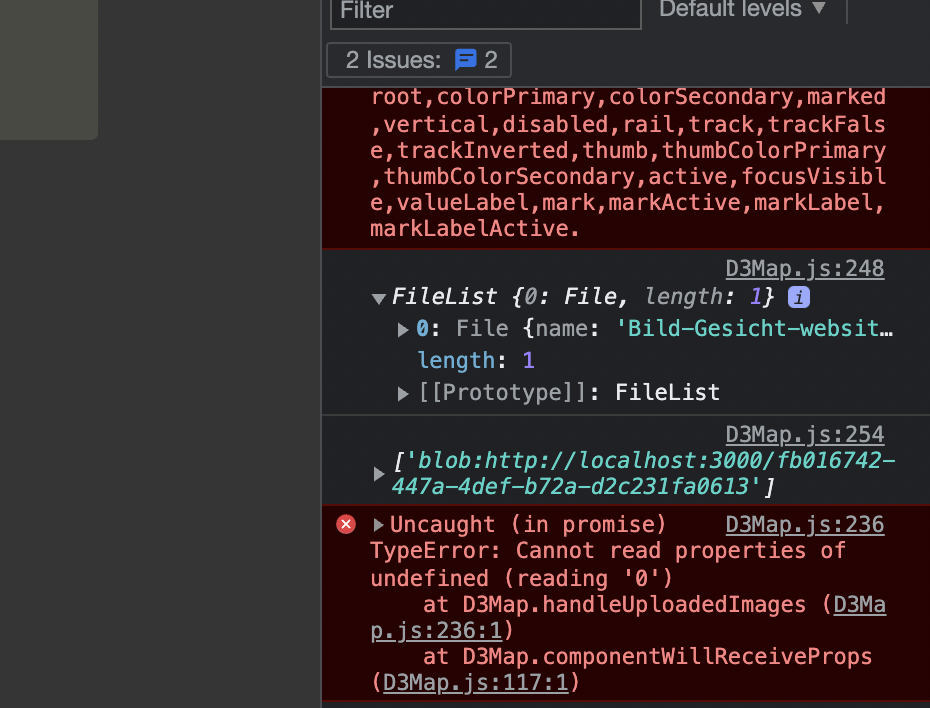 Filter
Default levels ▼
2 Issues: 2
root,colorPrimary,colorSecondary,marked
,vertical,disabled,rail,track,trackFals
e,trackInverted,thumb,thumbColorPrimary
,thumbColorSecondary,active,focusVisibl
e,valueLabel,mark,markActive,markLabel,
markLabelActive.
D3Map.js:248
▼FileList {0: File, length: 1} i
▶0: File {name: 'Bild-Gesicht-websit…
length: 1
▶[[Prototype]]: FileList
D3Map.js:254
['blob:http://localhost:3000/fb016742-
447a-4def-b72a-d2c231fa0613']
▶Uncaught (in promise) D3Map.js:236
TypeError: Cannot read properties of
undefined (reading '0')
at D3Map.handleUploadedImages (D3Ma
p.js:236:1)
at D3Map.componentWillReceiveProps
(D3Map.js:117:1)